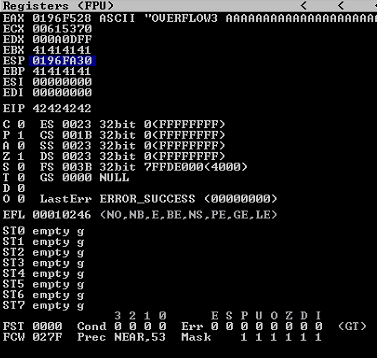 Registers (FPU) < < <
EAX 0196F528 ASCII "OVERFLOW3 AAAAAAAAAAAAAAAAAAAAA
ECX 00615370
EDX 000A0DFF
EBX 41414141
ESP 0196FA30
EBP 41414141
ESI 00000000
EDI 00000000
EIP 42424242
C 0 ES 0023 32bit 0(FFFFFFFF)
P 1 CS 001B 32bit 0(FFFFFFFF)
A 0 SS 0023 32bit 0(FFFFFFFF)
Z 1 DS 0023 32bit 0(FFFFFFFF)
S 0 FS 003B 32bit 7FFDE000(4000)
T 0 GS 0000 NULL
D 0
O 0 LastErr ERROR_SUCCESS (00000000)
EFL 00010246 (NO,NB,E,BE,NS,PE,GE,LE)
ST0 empty g
ST1 empty g
ST2 empty g
ST3 empty g
ST4 empty g
ST5 empty g
ST6 empty g
ST7 empty g
3 2 1 0 E S P U O Z D I
FST 0000 Cond 0 0 0 0 Err 0 0 0 0 0 0 0 0 (GT)
FCW 027F Prec NEAR,53 Mask 1 1 1 1 1 1